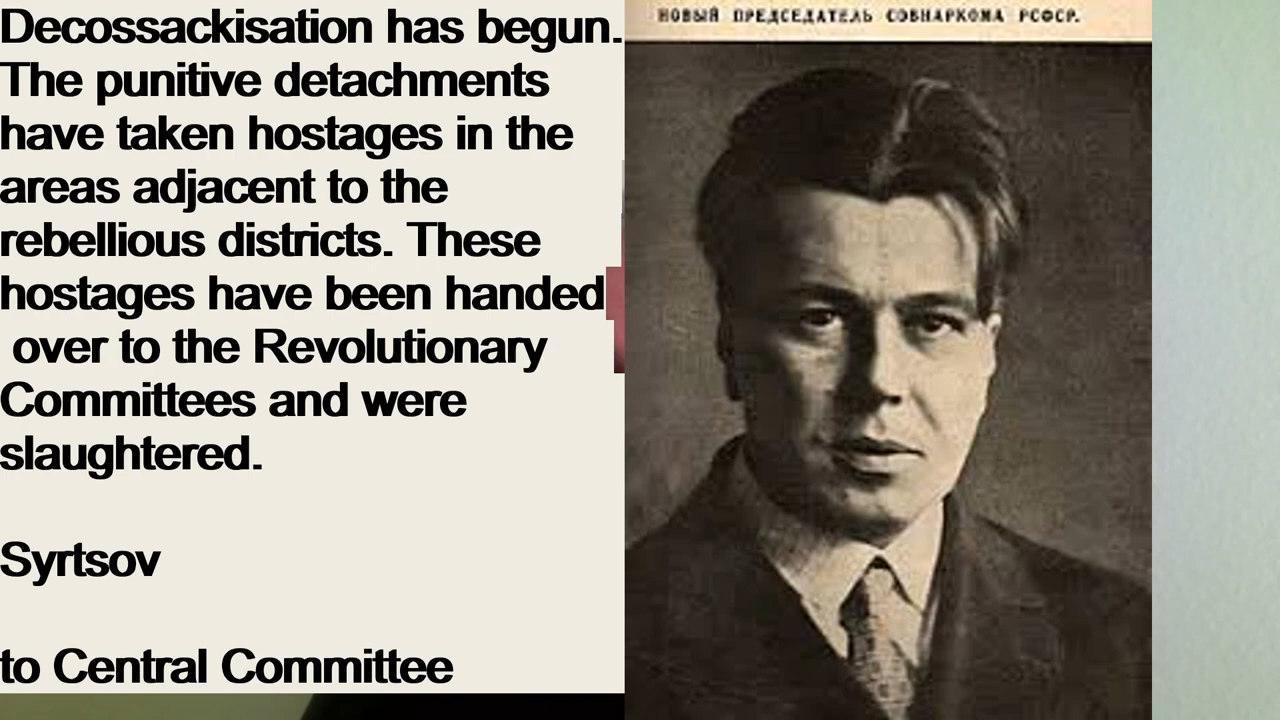 Decossackisation has begun.
The punitive detachments
have taken hostages in the
areas adjacent to the
rebellious districts. These
hostages have been handed
over to the Revolutionary
Committees and were
slaughtered.
Syrtsov
to Central Committee
НОВЫЙ ПРЕДСЕДАТЕЛЬ СОВНАРКОМА РСФСР.